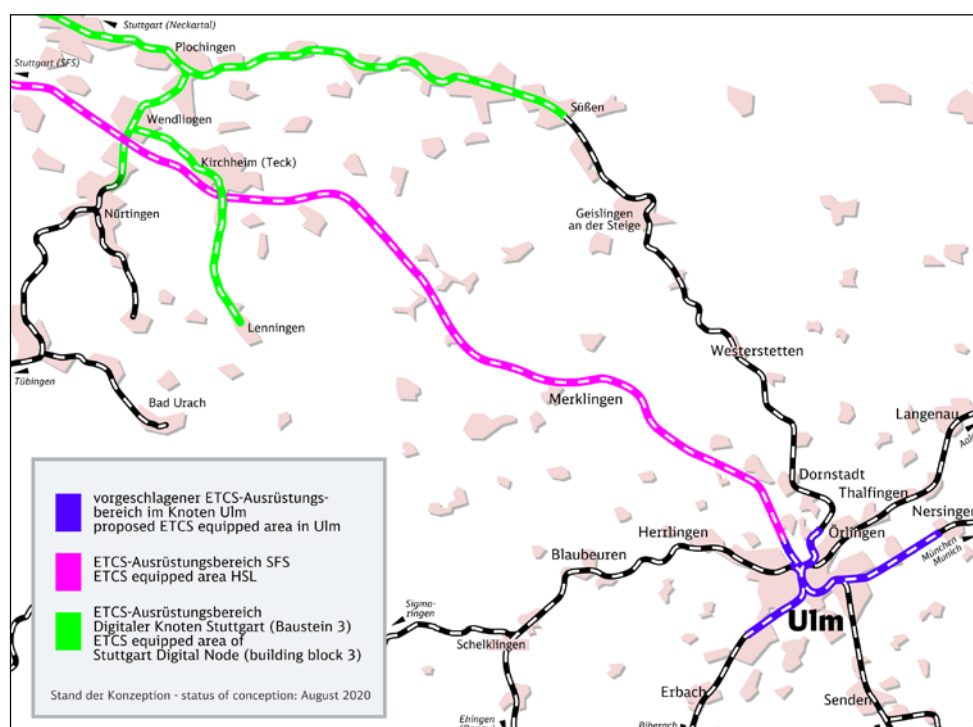 Stuttgart (Neckartal)
Plochingen
Stuttgart (SFS)
Süßen
Wendlingen
Kirchheim (Teck)
Nürtingen
Geislingen
an der Steige
Lenningen
Westerstetten
Tübingen
Merklingen
Bad Urach
Langenau
Aale
Dornstadt
Thalfingen
Nersingen
Örlingen
Herrlingen
München
Munich
Blaubeuren
Ulm
Sigma-
ringen
Schelklingen
Erbach
Senden
Ehingen
(Donau)
Biberach
vorgeschlagener ETCS-Ausrüstungs-
bereich im Knoten Ulm
proposed ETCS equipped area in Ulm
ETCS-Ausrüstungsbereich SFS
ETCS equipped area HSL
ETCS-Ausrüstungsbereich
Digitaler Knoten Stuttgart (Baustein 3)
ETCS equipped area of
Stuttgart Digital Node (building block 3)
Stand der Konzeption - status of conception: August 2020